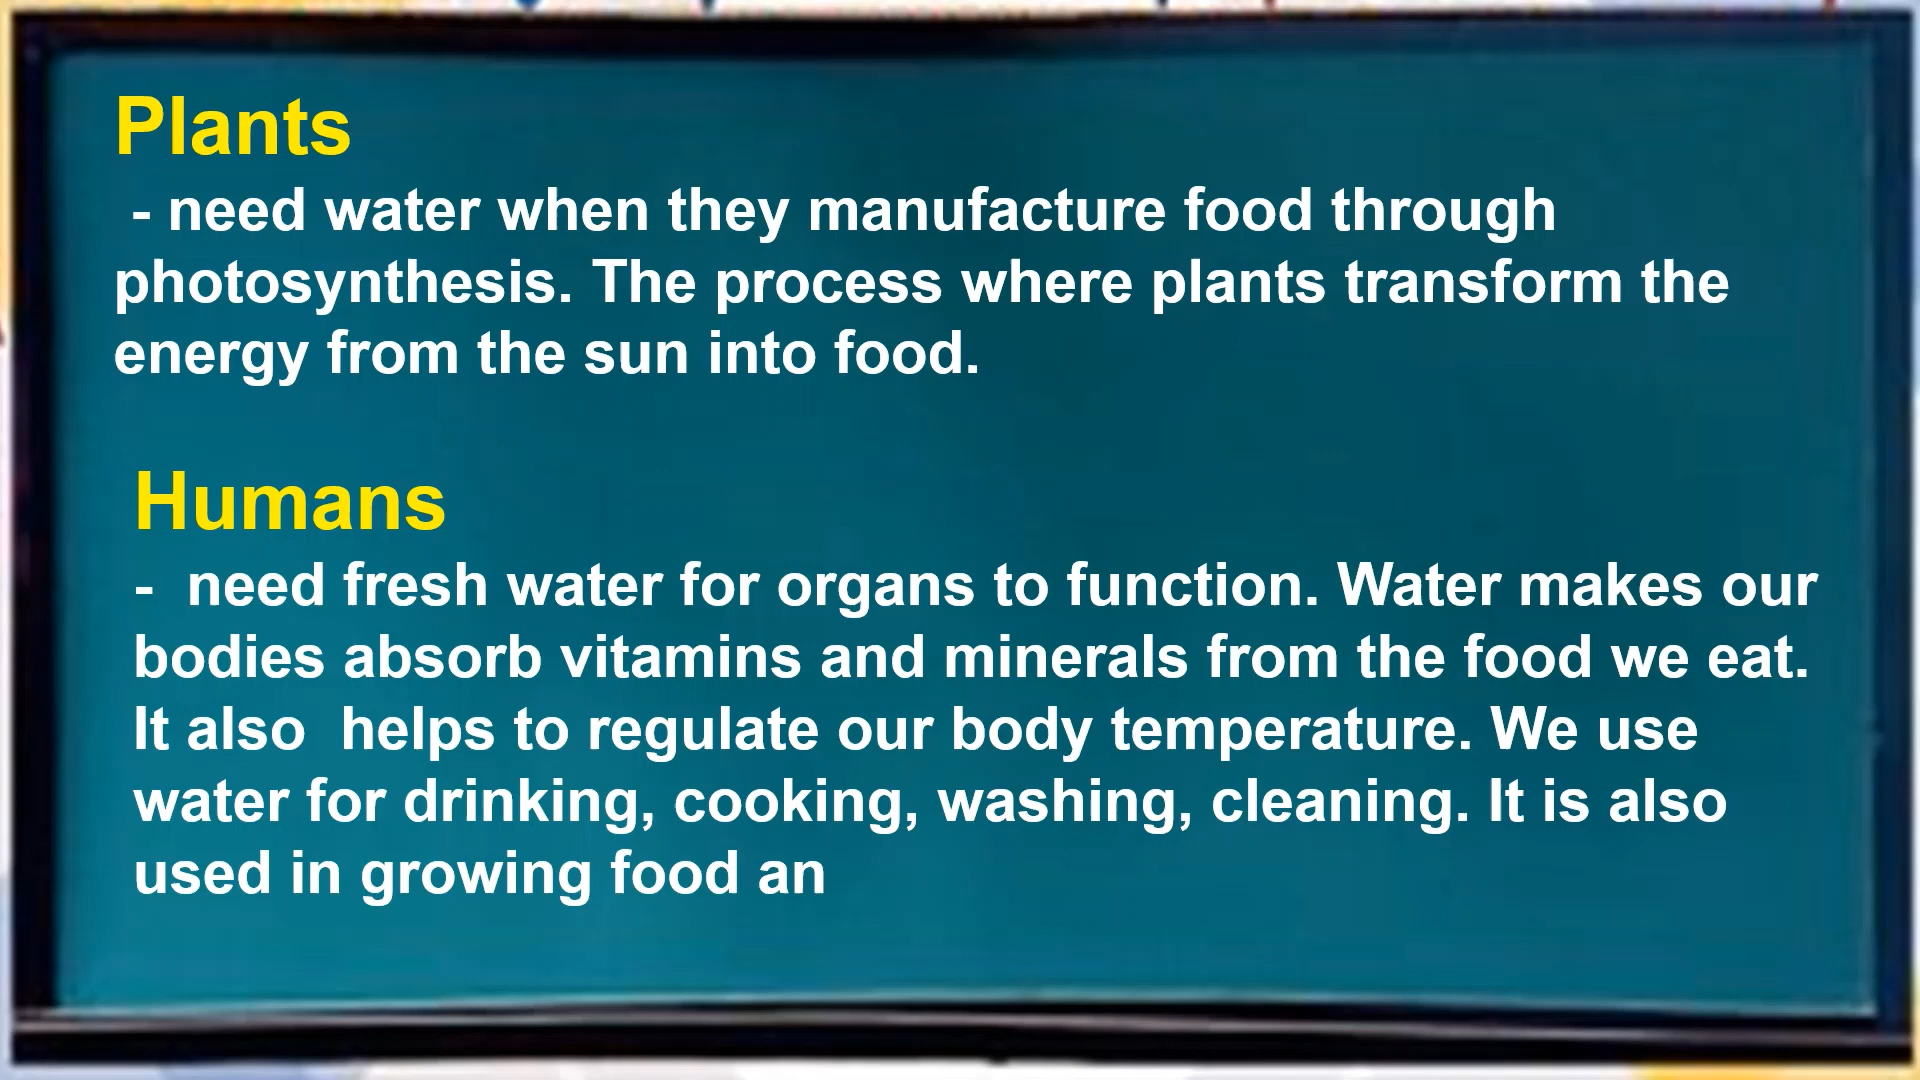 Plants
- need water when they manufacture food through
photosynthesis. The process where plants transform the
energy from the sun into food.
Humans
-  need fresh water for organs to function. Water makes our
bodies absorb vitamins and minerals from the food we eat.
It also  helps to regulate our body temperature. We use
water for drinking, cooking, washing, cleaning. It is also
used in growing food an